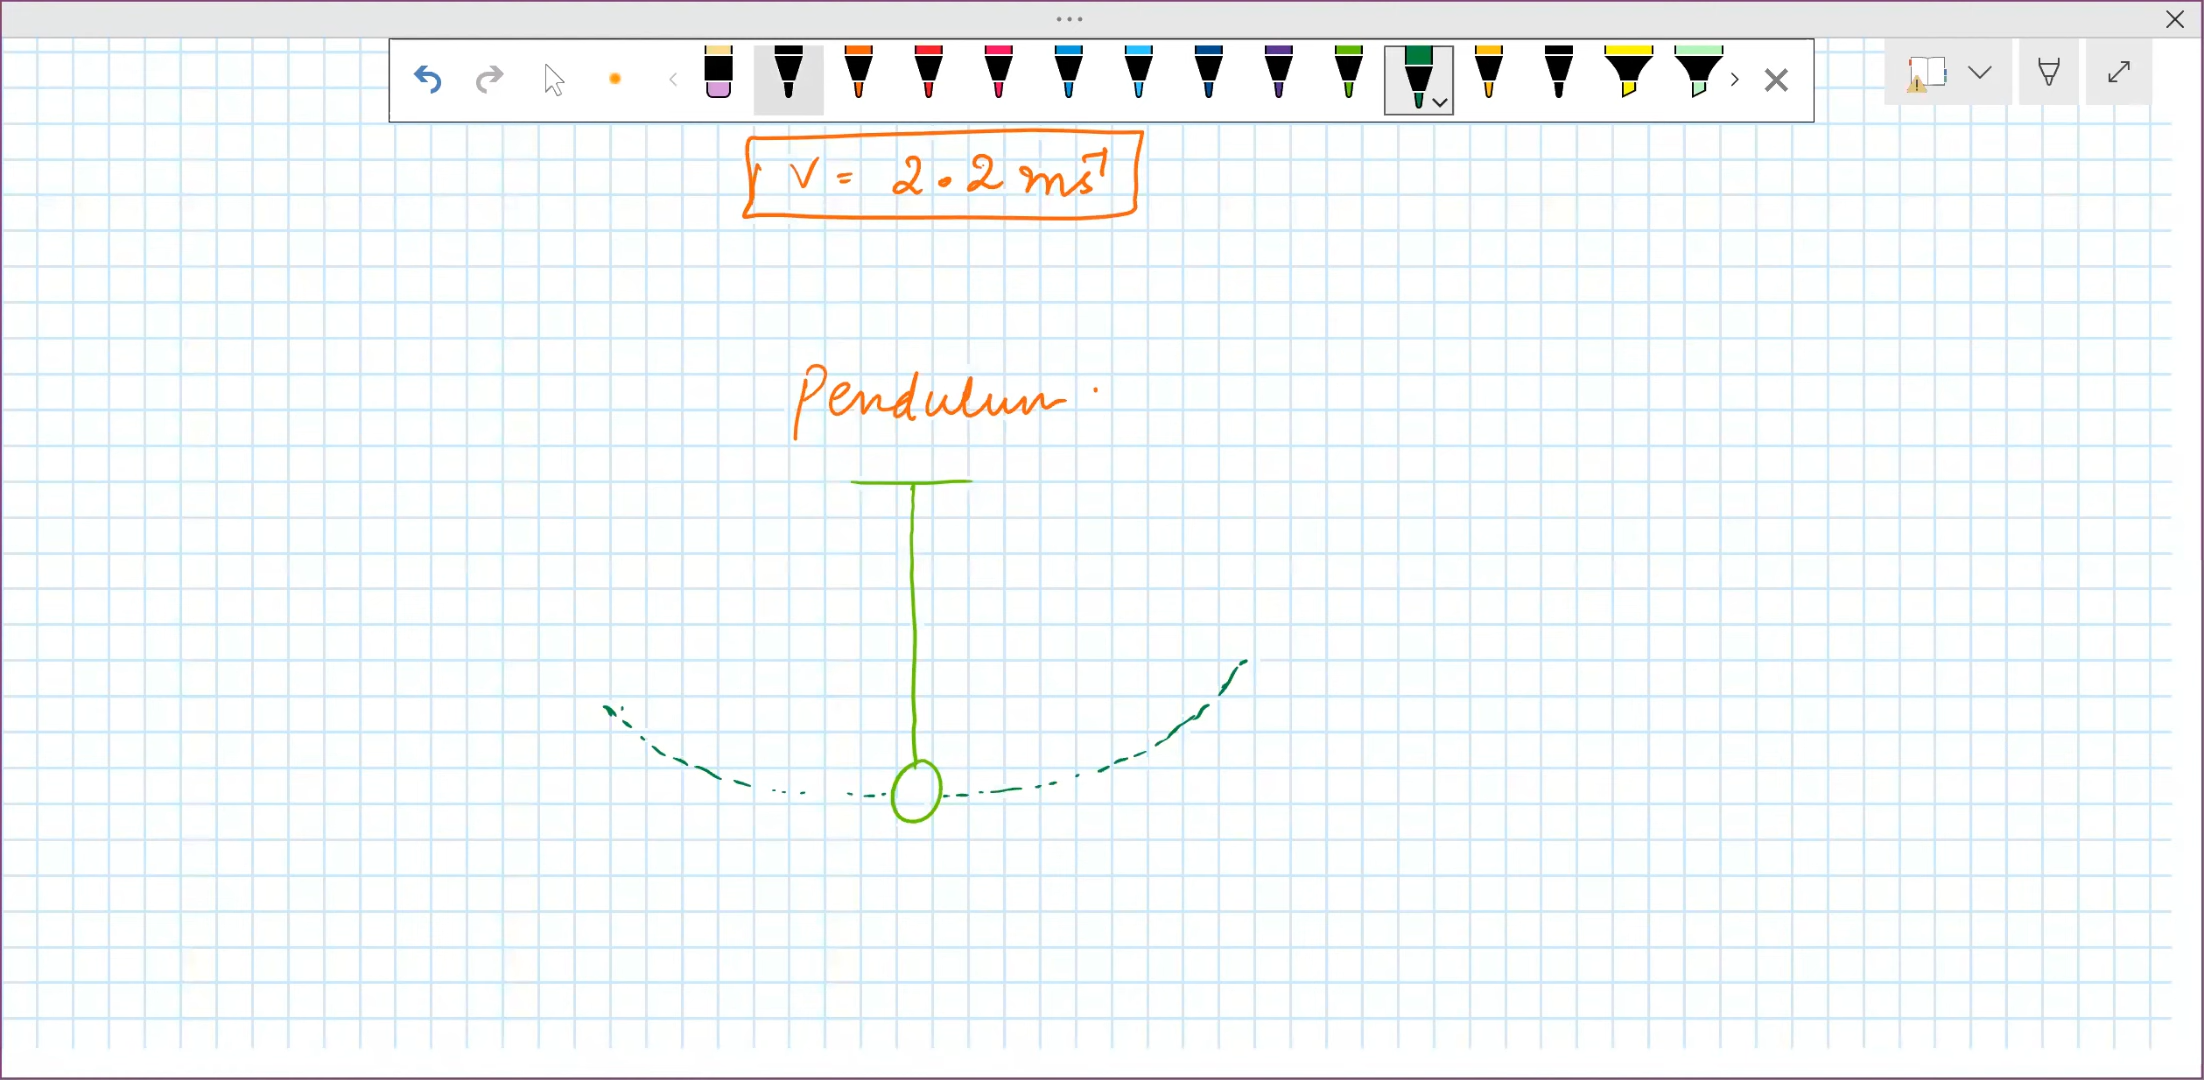 v = 2.2 ms⁻¹
Pendulum